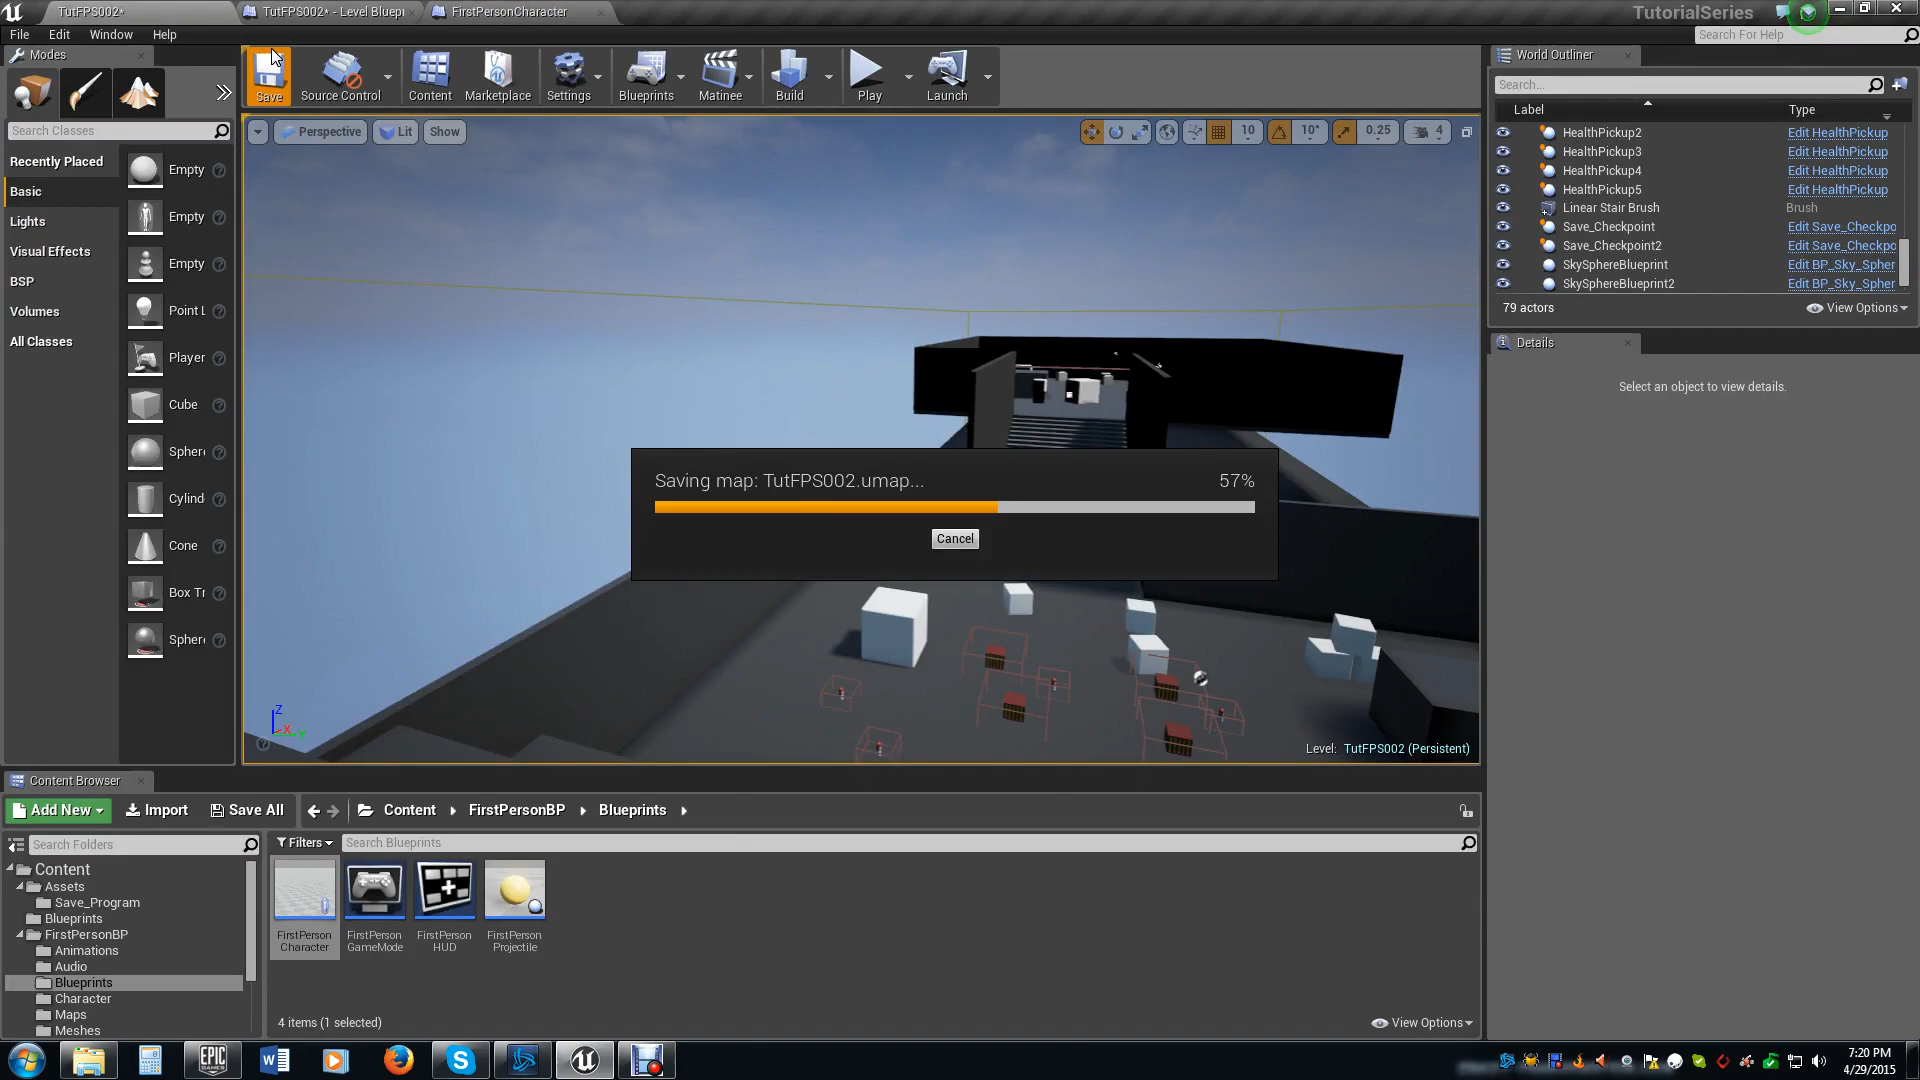 TutFPS002*
TutFPS002* - Level Bluepr
FirstPersonCharacter
TutorialSeries
File Edit Window Help
Search For Help
Modes
Save
Source Control
Content
Marketplace
Settings
Blueprints
Matinee
Build
Play
Launch
World Outliner
Search...
Label Type
HealthPickup2 Edit HealthPickup
HealthPickup3 Edit HealthPickup
HealthPickup4 Edit HealthPickup
HealthPickup5 Edit HealthPickup
Linear Stair Brush Brush
Save_Checkpoint Edit Save_Checkpo
Save_Checkpoint2 Edit Save_Checkpo
SkySphereBlueprint Edit BP_Sky_Spher
SkySphereBlueprint2 Edit BP_Sky_Spher
79 actors
View Options
Details
Select an object to view details.
Search Classes
Recently Placed
Basic
Lights
Visual Effects
BSP
Volumes
All Classes
Empty
Empty
Empty
Point L
Player
Cube
Spher
Cylind
Cone
Box Tr
Spher
Perspective
Lit
Show
10
10°
0.25
4
Saving map: TutFPS002.umap... 57%
Cancel
Z
X
Y
Level: TutFPS002 (Persistent)
Content Browser
Add New
Import
Save All
Content
FirstPersonBP
Blueprints
Search Folders
Filters
Search Blueprints
Content
Assets
Save_Program
Blueprints
FirstPersonBP
Animations
Audio
Blueprints
Character
Maps
Meshes
FirstPerson
Character
FirstPerson
GameMode
FirstPerson
HUD
FirstPerson
Projectile
4 items (1 selected)
View Options
EPIC
GAMES
7:20 PM
4/29/2015